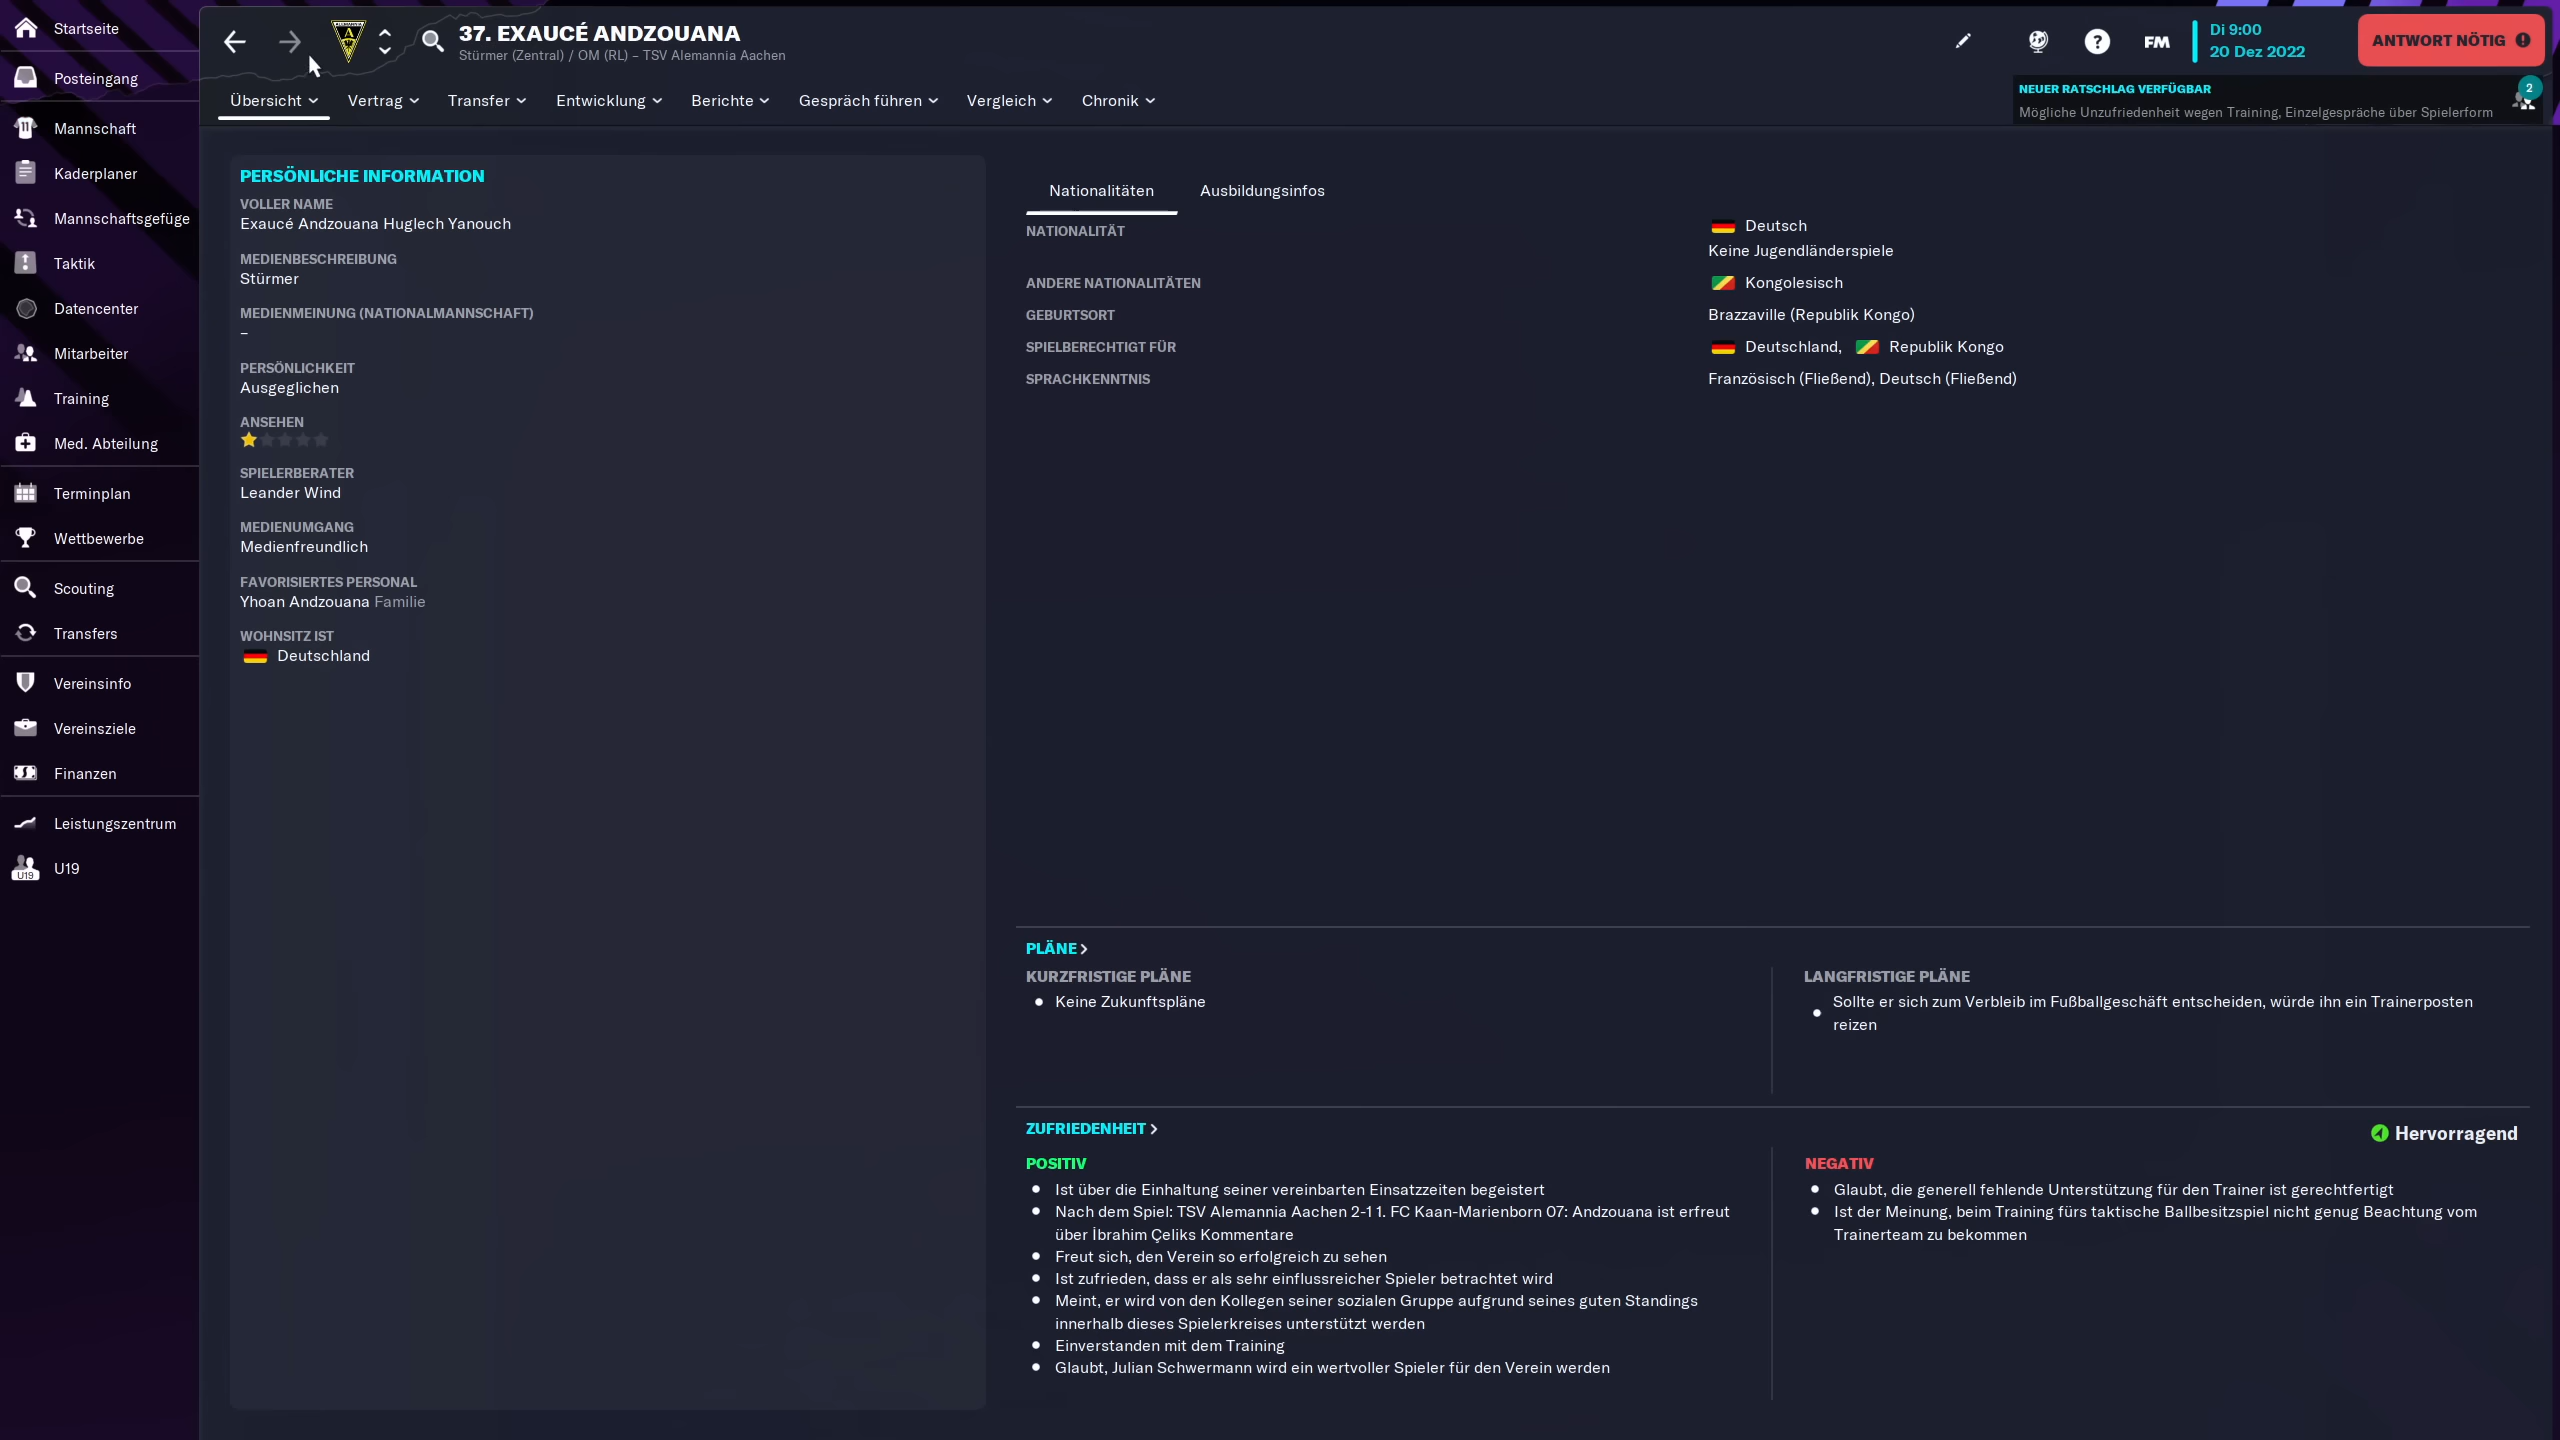 Startseite
Posteingang
Mannschaft
Kaderplaner
Mannschaftsgefüge
Taktik
Datencenter
Mitarbeiter
Training
Med. Abteilung
Terminplan
Wettbewerbe
Scouting
Transfers
Vereinsinfo
Vereinsziele
Finanzen
Leistungszentrum
U19
U19
37. EXAUCÉ ANDZOUANA
Stürmer (Zentral) / OM (RL) – TSV Alemannia Aachen
FM
Di 9:00
20 Dez 2022
ANTWORT NÖTIG
Übersicht Vertrag Transfer Entwicklung Berichte Gespräch führen Vergleich Chronik
NEUER RATSCHLAG VERFÜGBAR
Mögliche Unzufriedenheit wegen Training, Einzelgespräche über Spielerform
2
PERSÖNLICHE INFORMATION
VOLLER NAME
Exaucé Andzouana Huglech Yanouch
MEDIENBESCHREIBUNG
Stürmer
MEDIENMEINUNG (NATIONALMANNSCHAFT)
–
PERSÖNLICHKEIT
Ausgeglichen
ANSEHEN
SPIELERBERATER
Leander Wind
MEDIENUMGANG
Medienfreundlich
FAVORISIERTES PERSONAL
Yhoan Andzouana Familie
WOHNSITZ IST
Deutschland
Nationalitäten Ausbildungsinfos
NATIONALITÄT Deutsch
Keine Jugendländerspiele
ANDERE NATIONALITÄTEN Kongolesisch
GEBURTSORT Brazzaville (Republik Kongo)
SPIELBERECHTIGT FÜR Deutschland, Republik Kongo
SPRACHKENNTNIS Französisch (Fließend), Deutsch (Fließend)
PLÄNE
KURZFRISTIGE PLÄNE
Keine Zukunftspläne
LANGFRISTIGE PLÄNE
Sollte er sich zum Verbleib im Fußballgeschäft entscheiden, würde ihn ein Trainerposten
reizen
ZUFRIEDENHEIT
Hervorragend
POSITIV
Ist über die Einhaltung seiner vereinbarten Einsatzzeiten begeistert
Nach dem Spiel: TSV Alemannia Aachen 2-1 1. FC Kaan-Marienborn 07: Andzouana ist erfreut
über İbrahim Çeliks Kommentare
Freut sich, den Verein so erfolgreich zu sehen
Ist zufrieden, dass er als sehr einflussreicher Spieler betrachtet wird
Meint, er wird von den Kollegen seiner sozialen Gruppe aufgrund seines guten Standings
innerhalb dieses Spielerkreises unterstützt werden
Einverstanden mit dem Training
Glaubt, Julian Schwermann wird ein wertvoller Spieler für den Verein werden
NEGATIV
Glaubt, die generell fehlende Unterstützung für den Trainer ist gerechtfertigt
Ist der Meinung, beim Training fürs taktische Ballbesitzspiel nicht genug Beachtung vom
Trainerteam zu bekommen